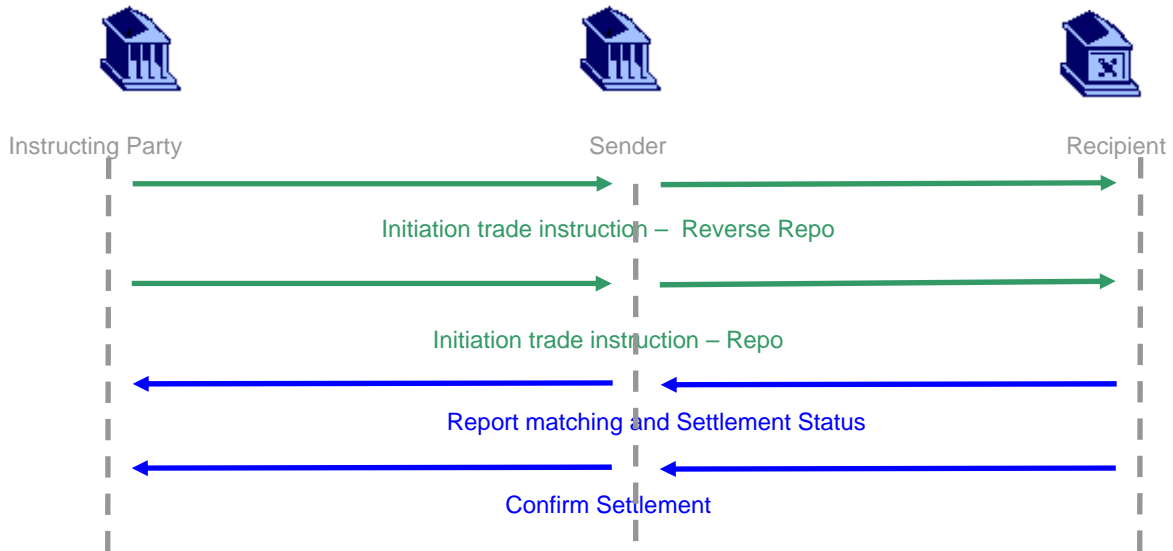 Instructing Party
Sender
Recipient
Initiation trade instruction – Reverse Repo
Initiation trade instruction – Repo
Report matching and Settlement Status
Confirm Settlement